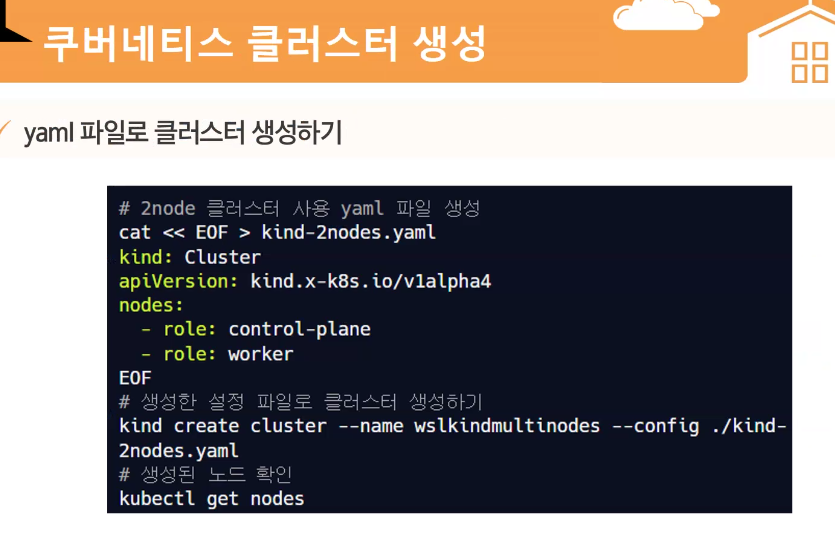 쿠버네티스 클러스터 생성
yaml 파일로 클러스터 생성하기
# 2node 클러스터 사용 yaml 파일 생성
cat << EOF > kind-2nodes.yaml
kind: Cluster
apiVersion: kind.x-k8s.io/v1alpha4
nodes:
  - role: control-plane
  - role: worker
EOF
# 생성한 설정 파일로 클러스터 생성하기
kind create cluster --name wslkindmultinodes --config ./kind-
2nodes.yaml
# 생성된 노드 확인
kubectl get nodes